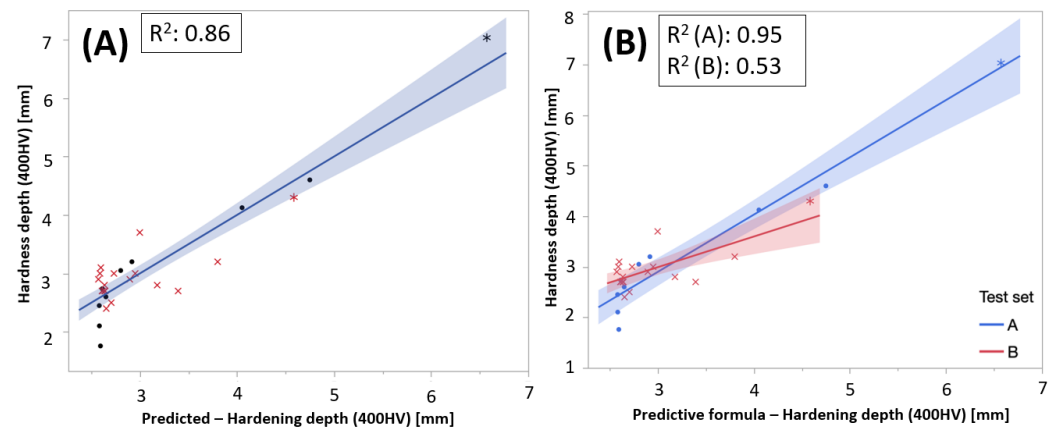 (A)
R²: 0.86
7
6
5
4
3
2
Hardness depth (400HV) [mm]
3 4 5 6 7
Predicted – Hardening depth (400HV) [mm]
(B)
R² (A): 0.95
R² (B): 0.53
8
7
6
5
4
3
2
1
Hardness depth (400HV) [mm]
Test set
A
B
3 4 5 6 7
Predictive formula – Hardening depth (400HV) [mm]